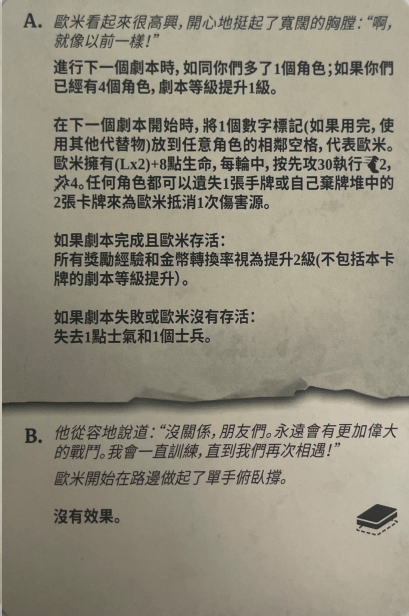 A. 歐米看起來很高興，開心地挺起了寬闊的胸膛：“啊，
就像以前一樣！”
進行下一個劇本時，如同你們多了1個角色；如果你們
已經有4個角色，劇本等級提升1級。
在下一個劇本開始時，將1個數字標記(如果用完，使
用其他代替物)放到任意角色的相鄰空格，代表歐米。
歐米擁有(Lx2)+8點生命，每輪中，按先攻30執行2，
4。任何角色都可以遺失1張手牌或自己棄牌堆中的
2張卡牌來為歐米抵消1次傷害源。
如果劇本完成且歐米存活：
所有獎勵經驗和金幣轉換率視為提升2級(不包括本卡
牌的劇本等級提升)。
如果劇本失敗或歐米沒有存活：
失去1點士氣和1個士兵。
B. 他從容地說道：“沒關係，朋友們。永遠會有更加偉大
的戰鬥。我會一直訓練，直到我們再次相遇！”
歐米開始在路邊做起了單手俯臥撐。
沒有效果。